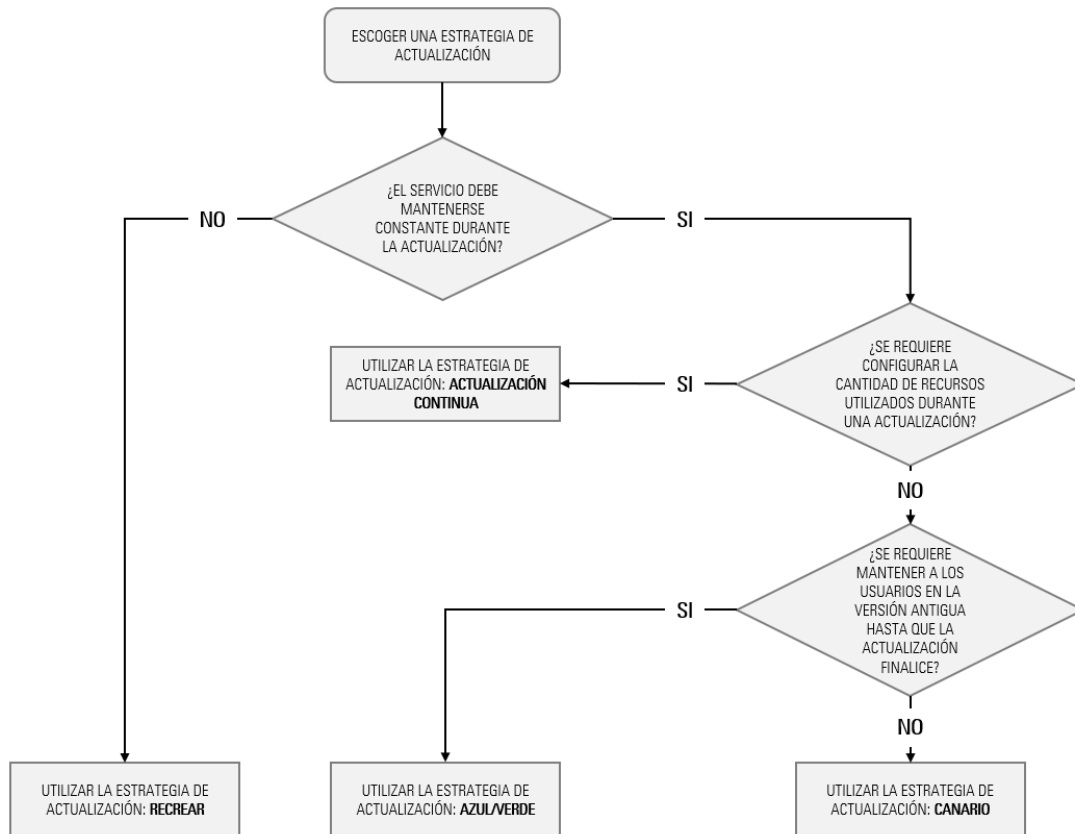 ESCOGER UNA ESTRATEGIA DE
ACTUALIZACIÓN
¿EL SERVICIO DEBE
MANTENERSE
CONSTANTE DURANTE
LA ACTUALIZACIÓN?
NO
SI
¿SE REQUIERE
CONFIGURAR LA
CANTIDAD DE RECURSOS
UTILIZADOS DURANTE
UNA ACTUALIZACIÓN?
SI
UTILIZAR LA ESTRATEGIA DE
ACTUALIZACIÓN: ACTUALIZACIÓN
CONTINUA
NO
¿SE REQUIERE
MANTENER A LOS
USUARIOS EN LA
VERSIÓN ANTIGUA
HASTA QUE LA
ACTUALIZACIÓN
FINALICE?
SI
NO
UTILIZAR LA ESTRATEGIA DE
ACTUALIZACIÓN: RECREAR
UTILIZAR LA ESTRATEGIA DE
ACTUALIZACIÓN: AZUL/VERDE
UTILIZAR LA ESTRATEGIA DE
ACTUALIZACIÓN: CANARIO